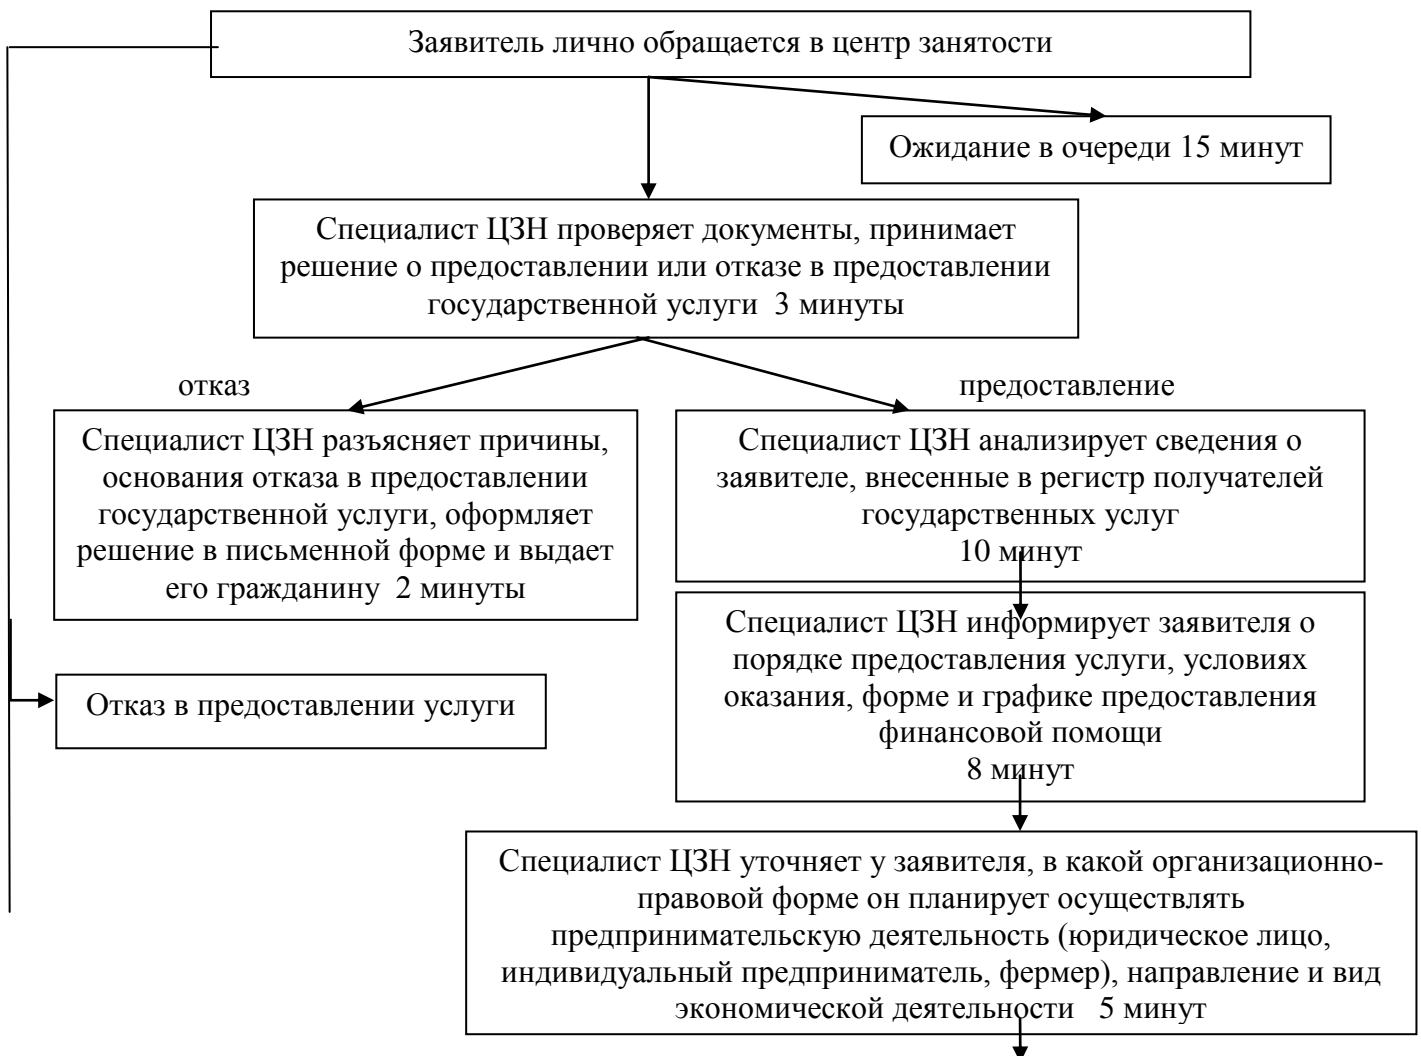 Заявитель лично обращается в центр занятости
Ожидание в очереди 15 минут
Специалист ЦЗН проверяет документы, принимает
решение о предоставлении или отказе в предоставлении
государственной услуги  3 минуты
отказ
предоставление
Специалист ЦЗН разъясняет причины,
основания отказа в предоставлении
государственной услуги, оформляет
решение в письменной форме и выдает
его гражданину  2 минуты
Специалист ЦЗН анализирует сведения о
заявителе, внесенные в регистр получателей
государственных услуг
10 минут
Специалист ЦЗН информирует заявителя о
порядке предоставления услуги, условиях
оказания, форме и графике предоставления
финансовой помощи
8 минут
Отказ в предоставлении услуги
Специалист ЦЗН уточняет у заявителя, в какой организационно-
правовой форме он планирует осуществлять
предпринимательскую деятельность (юридическое лицо,
индивидуальный предприниматель, фермер), направление и вид
экономической деятельности   5 минут